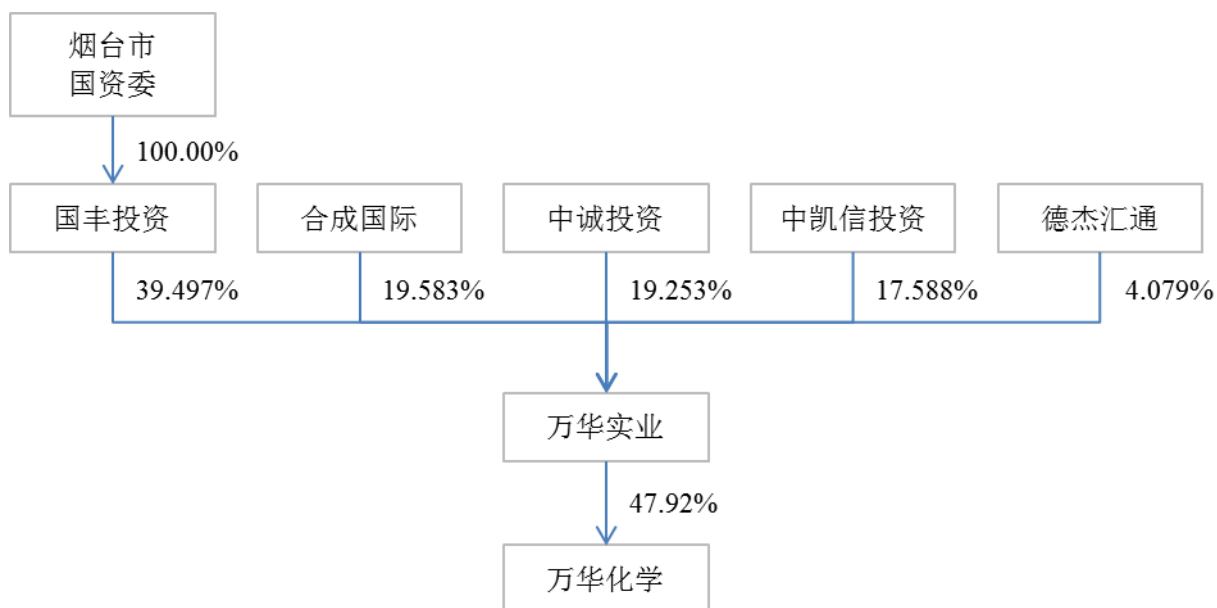 烟台市
国资委
100.00%
国丰投资
合成国际
中诚投资
中凯信投资
德杰汇通
39.497%
19.583%
19.253%
17.588%
4.079%
万华实业
47.92%
万华化学